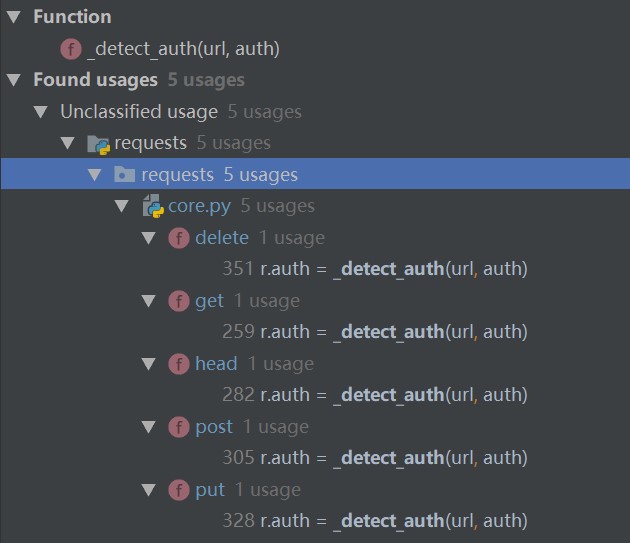 Function
f _detect_auth(url, auth)
Found usages 5 usages
Unclassified usage 5 usages
requests 5 usages
requests 5 usages
core.py 5 usages
f delete 1 usage
351 r.auth = _detect_auth(url, auth)
f get 1 usage
259 r.auth = _detect_auth(url, auth)
f head 1 usage
282 r.auth = _detect_auth(url, auth)
f post 1 usage
305 r.auth = _detect_auth(url, auth)
f put 1 usage
328 r.auth = _detect_auth(url, auth)